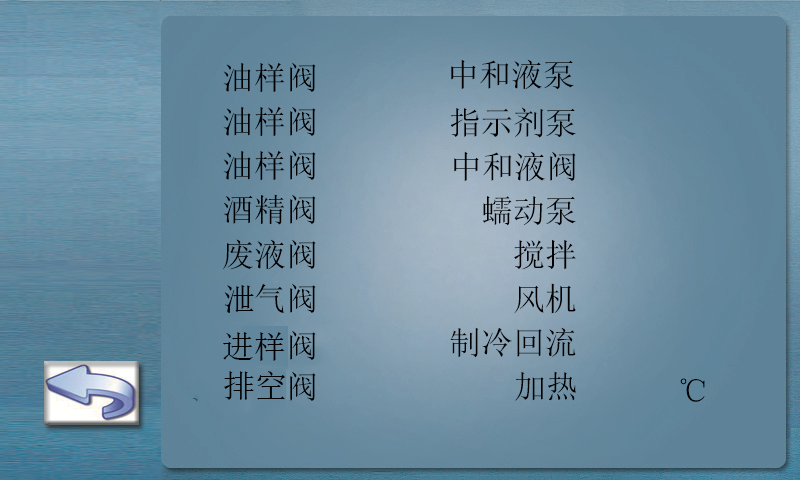 油样阀 中和液泵
油样阀 指示剂泵
油样阀 中和液阀
酒精阀 蠕动泵
废液阀 搅拌
泄气阀 风机
进样阀 制冷回流
、排空阀 加热 ℃